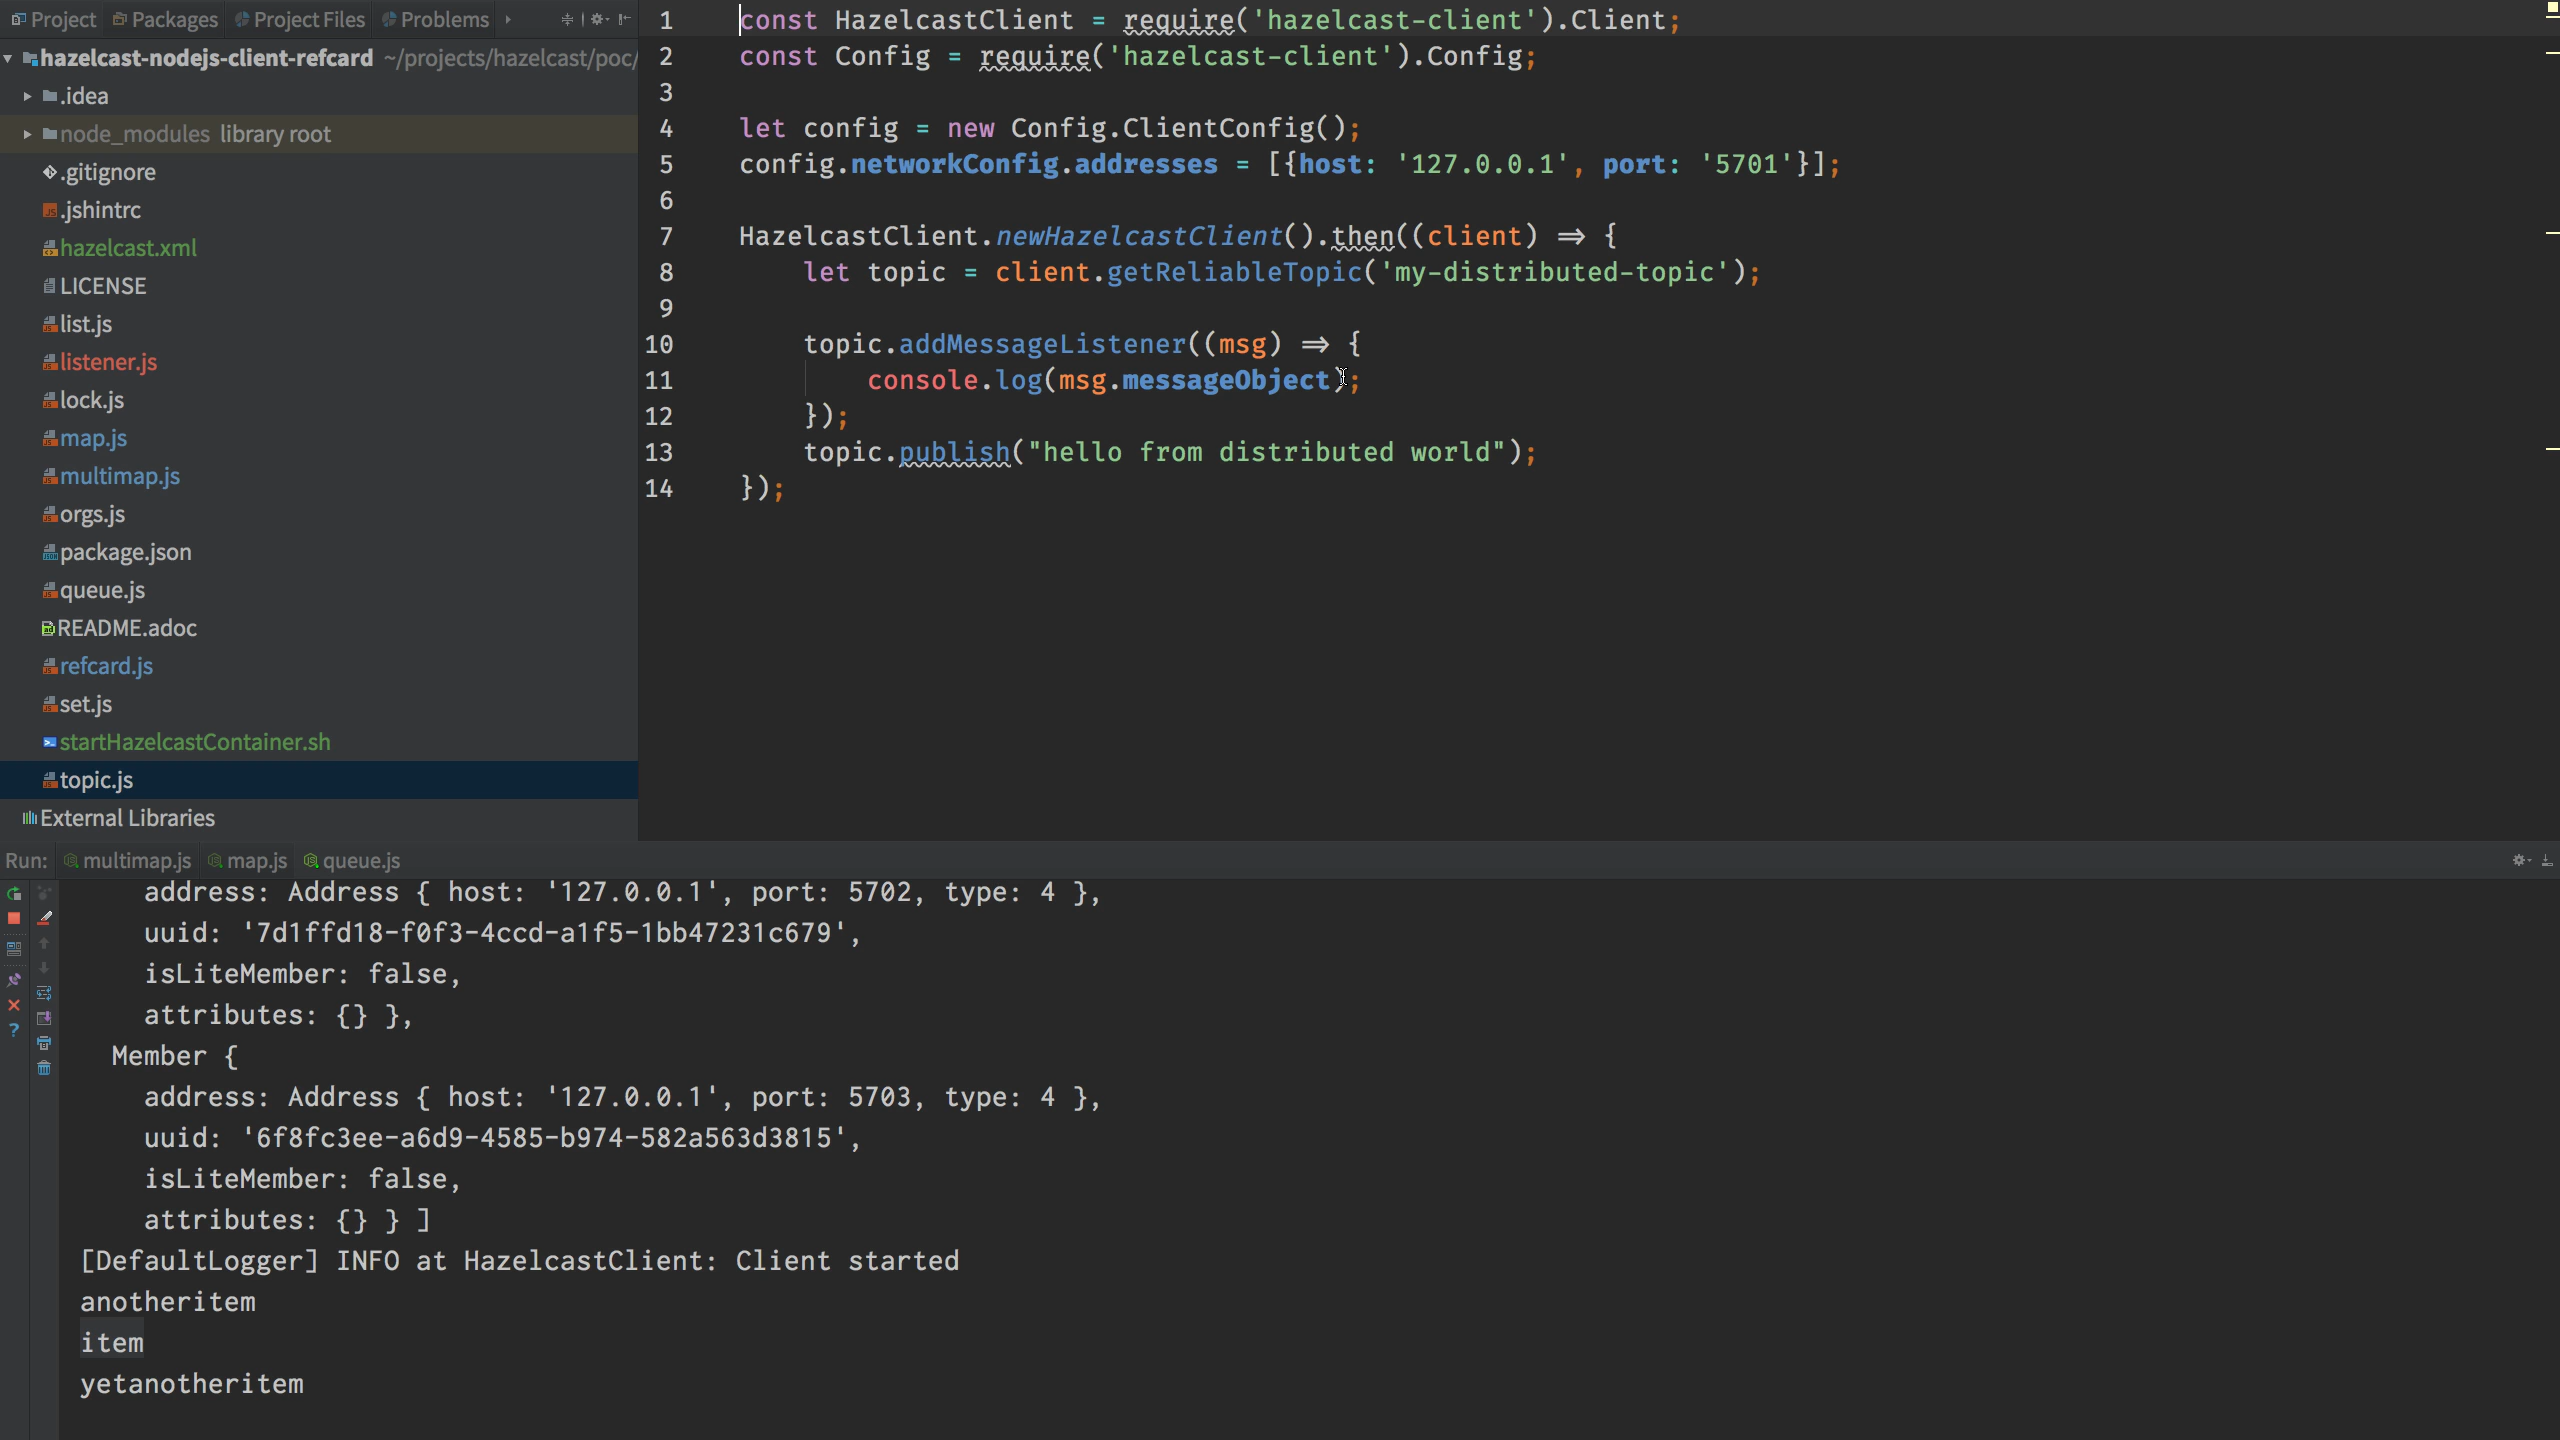 Project Packages Project Files Problems
hazelcast-nodejs-client-refcard ~/projects/hazelcast/poc/
.idea
node_modules library root
.gitignore
.jshintrc
hazelcast.xml
LICENSE
list.js
listener.js
lock.js
map.js
multimap.js
orgs.js
package.json
queue.js
README.adoc
refcard.js
set.js
startHazelcastContainer.sh
topic.js
External Libraries
1 const HazelcastClient = require('hazelcast-client').Client;
2 const Config = require('hazelcast-client').Config;
3
4 let config = new Config.ClientConfig();
5 config.networkConfig.addresses = [{host: '127.0.0.1', port: '5701'}];
6
7 HazelcastClient.newHazelcastClient().then((client) ⇒ {
8 let topic = client.getReliableTopic('my-distributed-topic');
9
10 topic.addMessageListener((msg) ⇒ {
11 console.log(msg.messageObject);
12 });
13 topic.publish("hello from distributed world");
14 });
Run: multimap.js map.js queue.js
address: Address { host: '127.0.0.1', port: 5702, type: 4 },
uuid: '7d1ffd18-f0f3-4ccd-a1f5-1bb47231c679',
isLiteMember: false,
attributes: {} },
Member {
address: Address { host: '127.0.0.1', port: 5703, type: 4 },
uuid: '6f8fc3ee-a6d9-4585-b974-582a563d3815',
isLiteMember: false,
attributes: {} } ]
[DefaultLogger] INFO at HazelcastClient: Client started
anotheritem
item
yetanotheritem